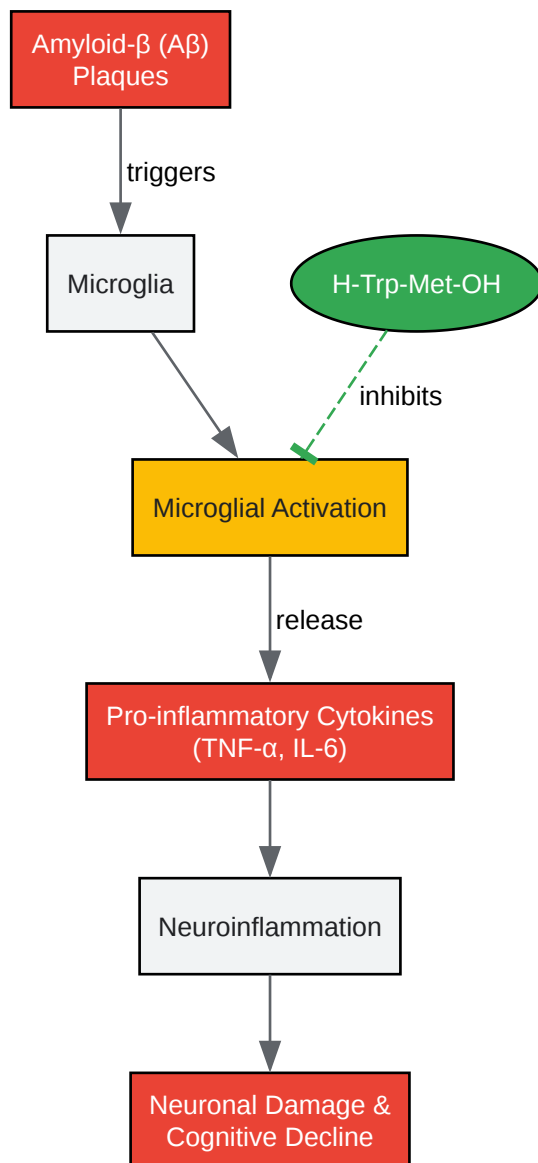 Amyloid-β (Aβ)
Plaques
triggers
Microglia
H-Trp-Met-OH
inhibits
Microglial Activation
release
Pro-inflammatory Cytokines
(TNF-α, IL-6)
Neuroinflammation
Neuronal Damage &
Cognitive Decline